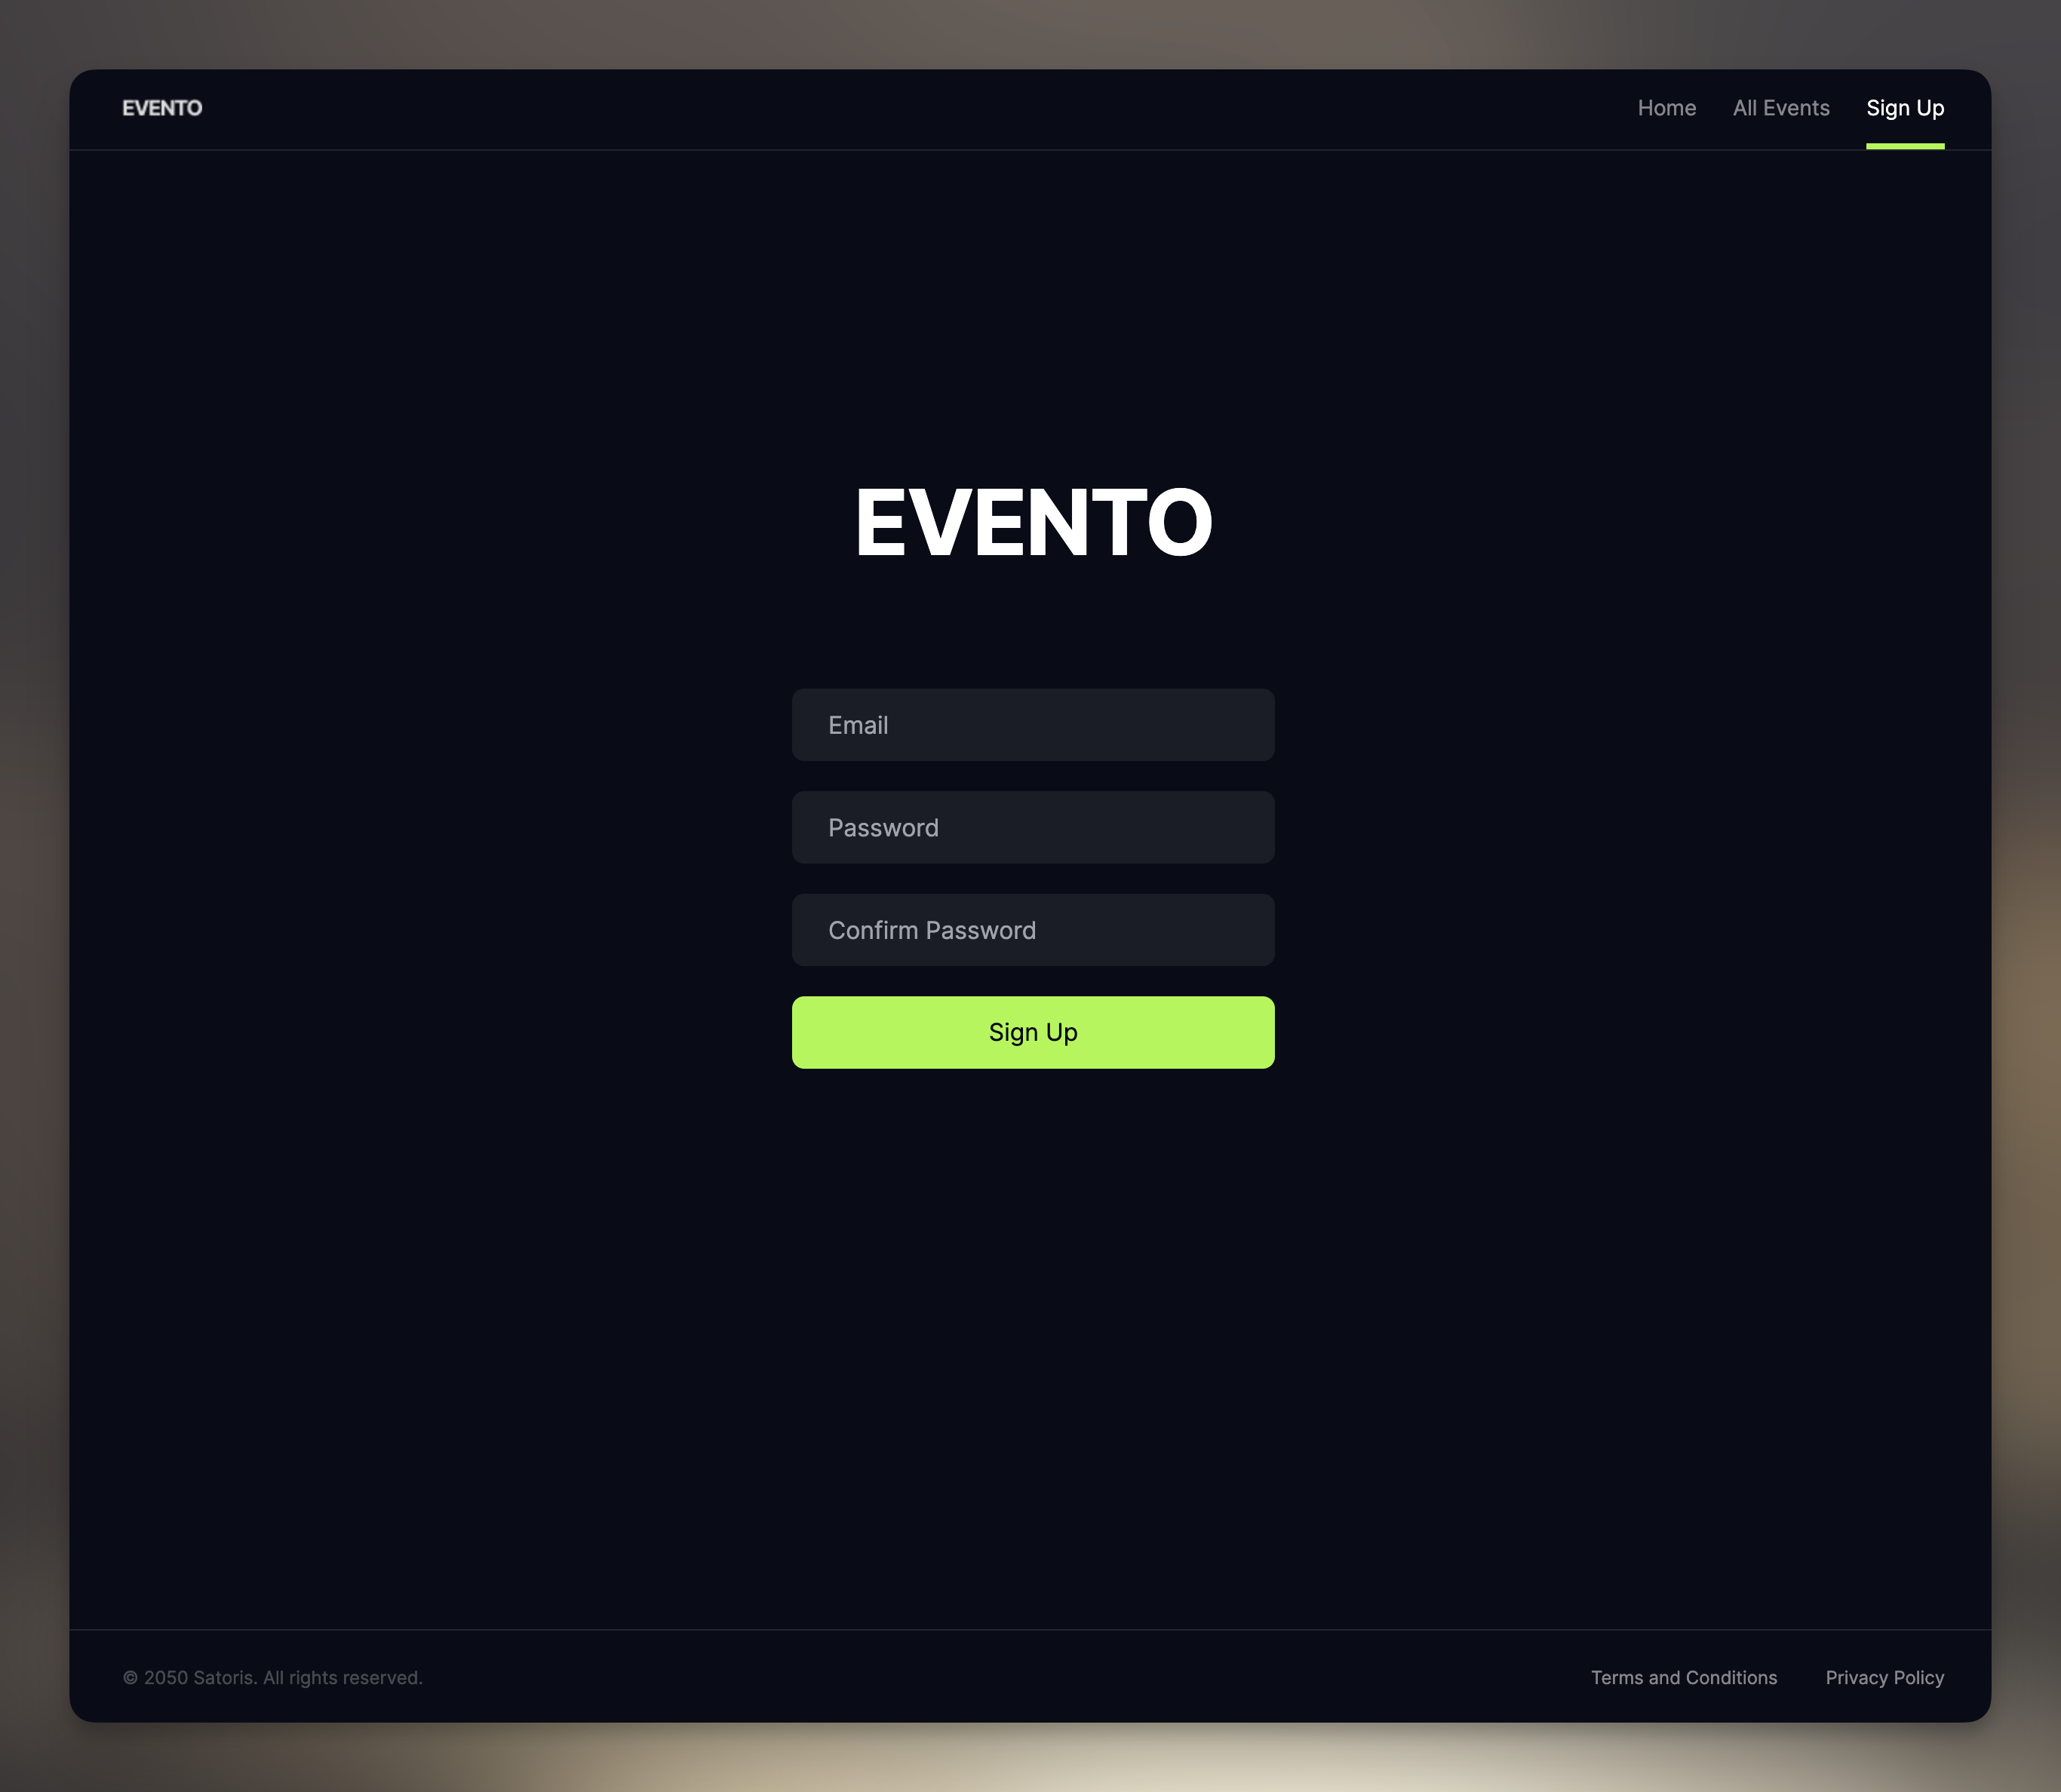 EVENTO
Home All Events Sign Up
EVENTO
Email
Password
Confirm Password
Sign Up
© 2050 Satoris. All rights reserved.
Terms and Conditions Privacy Policy